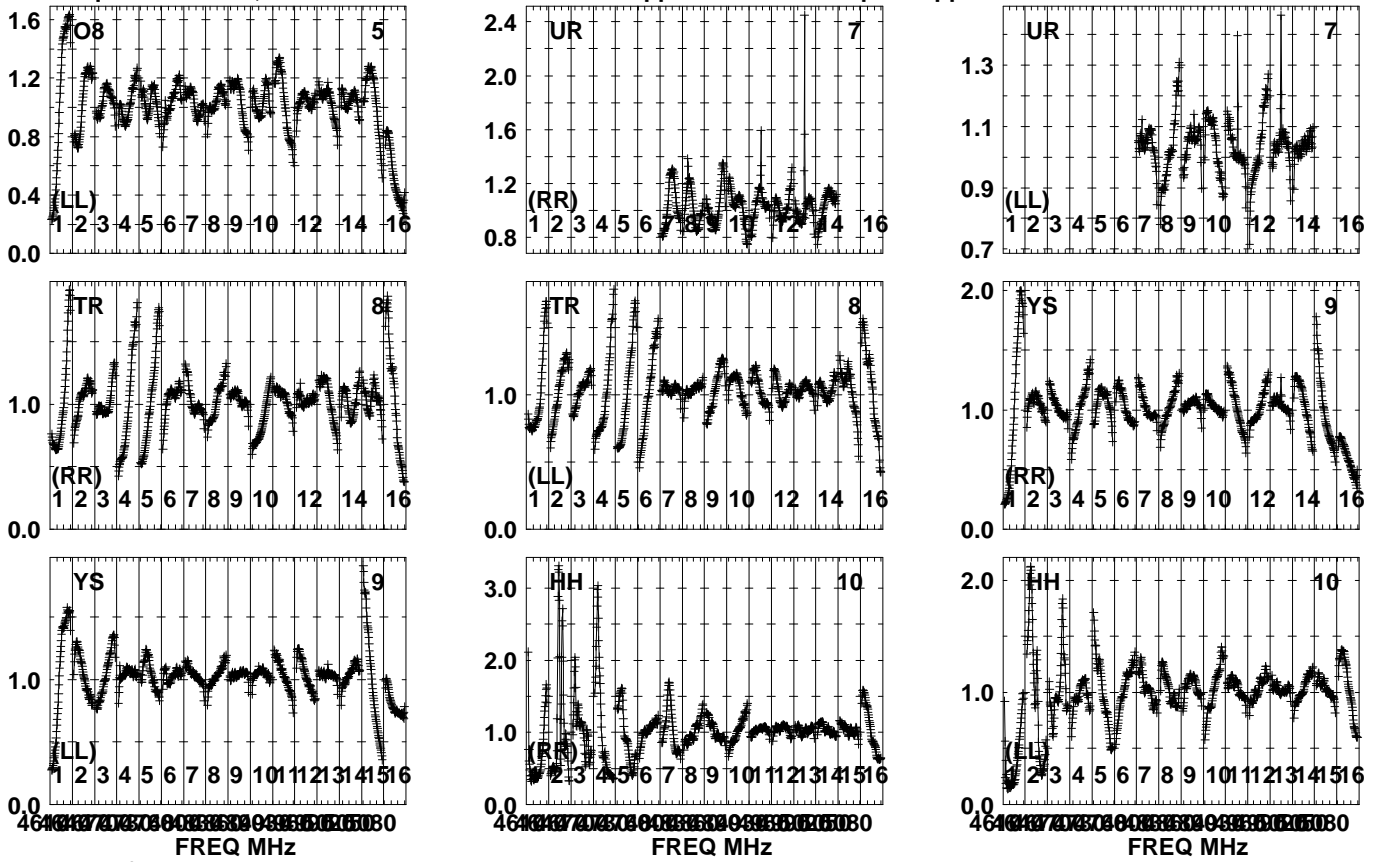 1.6 O8 5
1.2
0.8
0.4 (LL)
1 2 3 4 5 6 7 8 9 10 12 14 16
0.0
2.4 UR 7
2.0
1.6
1.2
(RR)
0.8 1 2 3 4 5 6 7 8 9 10 12 14 16
UR 7
1.3
1.1
0.9
(LL)
1 2 3 4 5 6 7 8 9 10 12 14 16
0.7
TR 8
1.0
(RR)
1 2 3 4 5 6 7 8 9 10 12 14 16
0.0
TR 8
1.0
(LL)
1 2 3 4 5 6 7 8 9 10 12 14 16
0.0
2.0 YS 9
1.0
(RR)
1 2 3 4 5 6 7 8 9 10 12 14 16
0.0
YS 9
1.0
(LL)
1 2 3 4 5 6 7 8 9 10 11 12 13 14 15 16
0.0
FREQ MHz
3.0 HH 10
2.0
1.0
(RR)
1 2 3 4 5 6 7 8 9 10 11 12 13 14 15 16
0.0
FREQ MHz
2.0 HH 10
1.0
(LL)
1 2 3 4 5 6 7 8 9 10 11 12 13 14 15 16
0.0
FREQ MHz